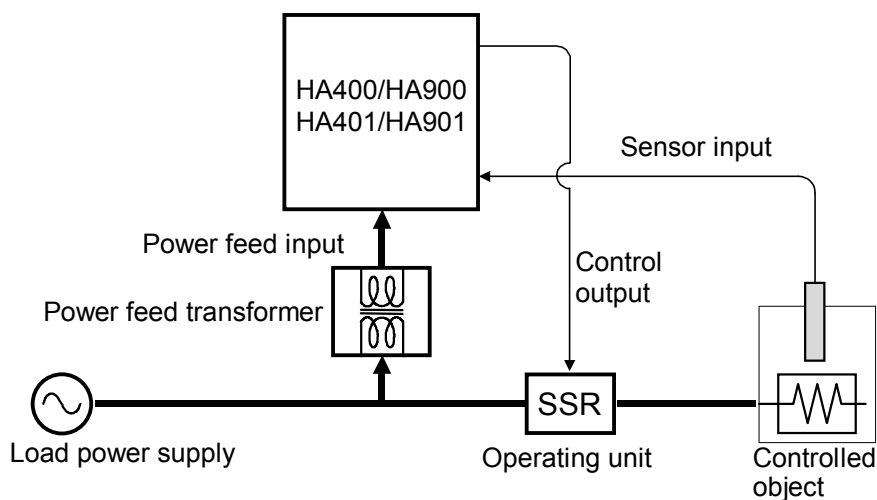 HA400/HA900
HA401/HA901
Sensor input
Power feed input
Control
output
Power feed transformer
SSR
Load power supply
Operating unit
Controlled
object